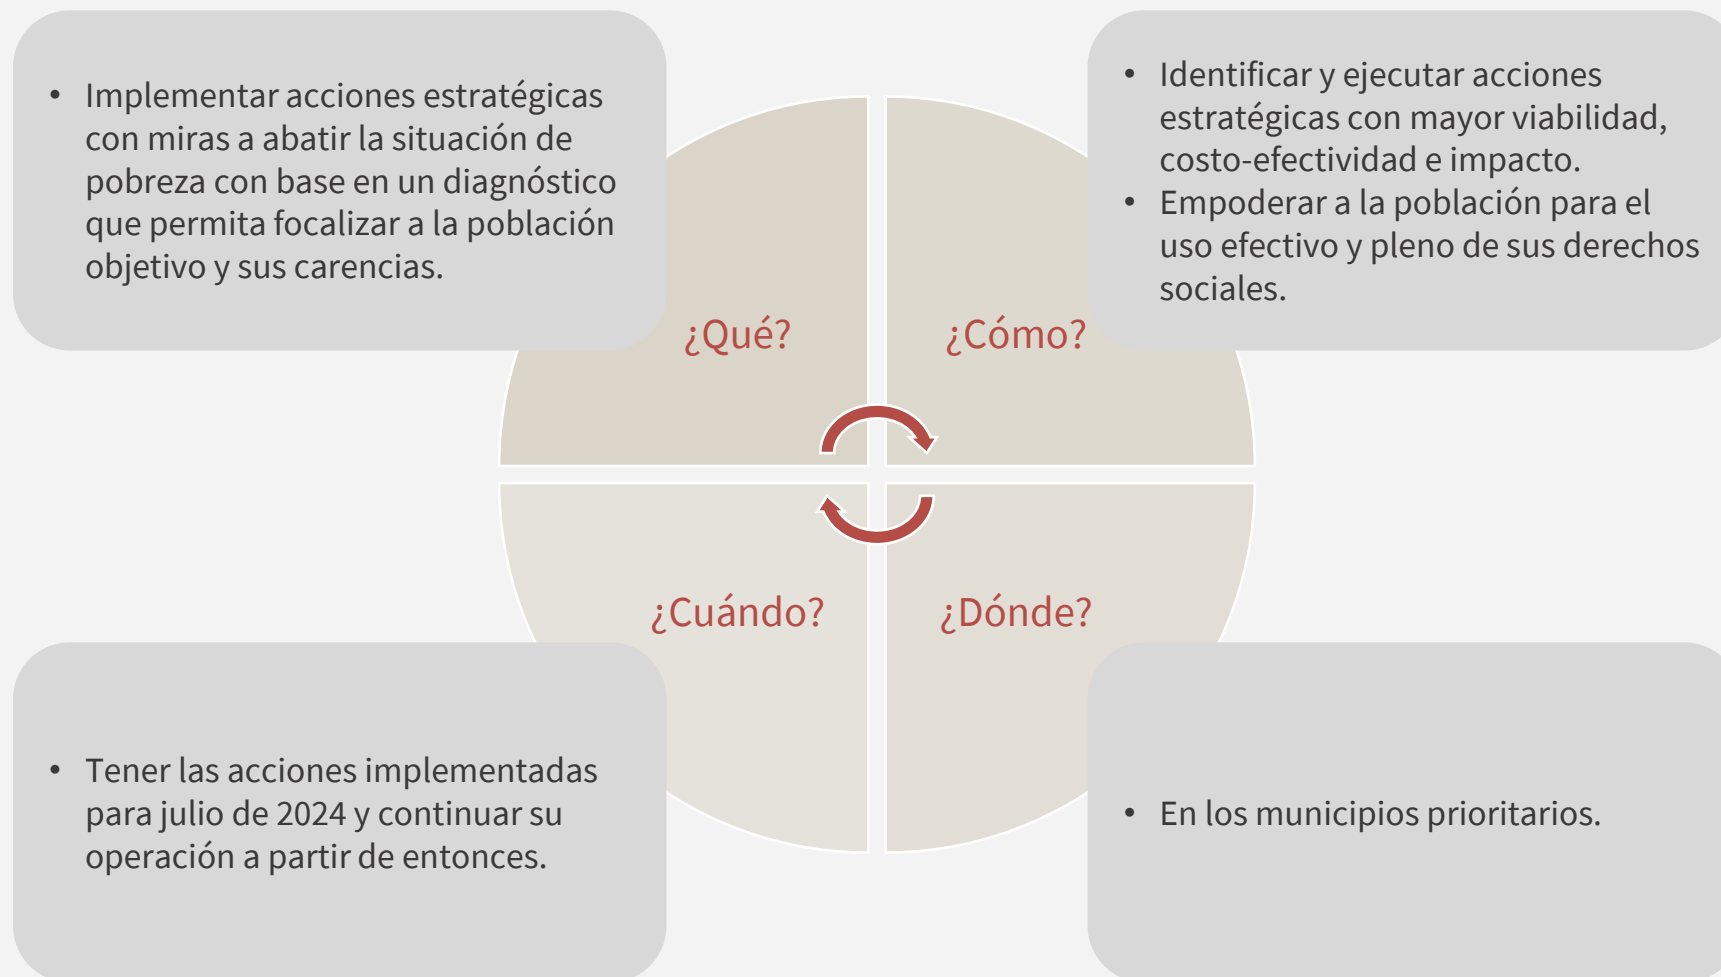 • Implementar acciones estratégicas
con miras a abatir la situación de
pobreza con base en un diagnóstico
que permita focalizar a la población
objetivo y sus carencias.
• Identificar y ejecutar acciones
estratégicas con mayor viabilidad,
costo-efectividad e impacto.
• Empoderar a la población para el
uso efectivo y pleno de sus derechos
sociales.
¿Qué?
¿Cómo?
¿Cuándo?
¿Dónde?
• Tener las acciones implementadas
para julio de 2024 y continuar su
operación a partir de entonces.
• En los municipios prioritarios.